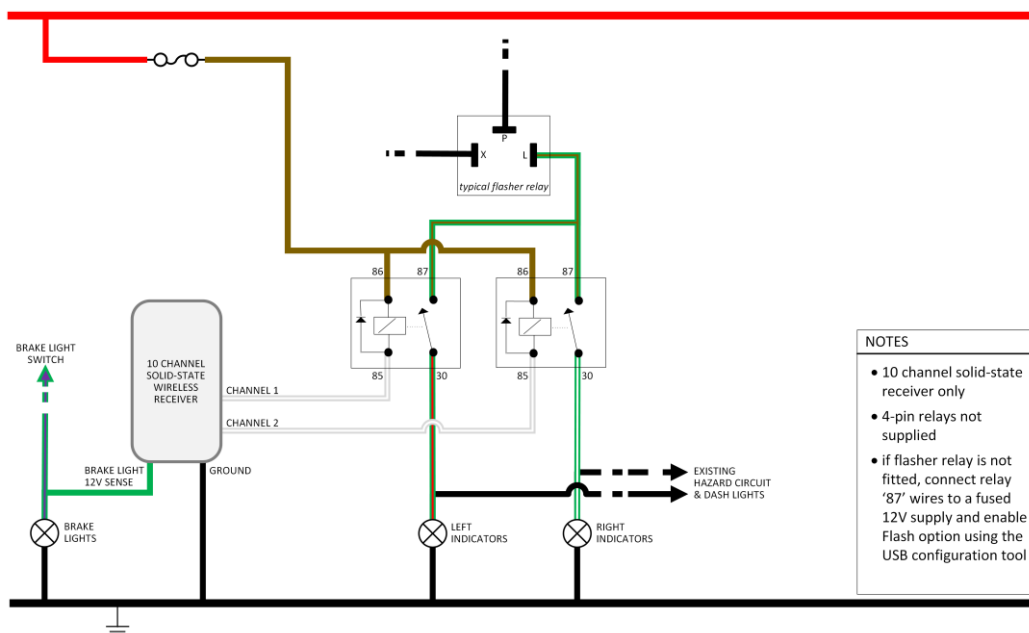 P
X
L
typical flasher relay
86
87
86
87
85
30
85
30
10 CHANNEL
SOLID-STATE
WIRELESS
RECEIVER
CHANNEL 1
CHANNEL 2
BRAKE LIGHT
SWITCH
BRAKE LIGHT
12V SENSE
GROUND
BRAKE
LIGHTS
LEFT
INDICATORS
RIGHT
INDICATORS
EXISTING
HAZARD CIRCUIT
& DASH LIGHTS
NOTES
• 10 channel solid-state
receiver only
• 4-pin relays not
supplied
• if flasher relay is not
fitted, connect relay
‘87’ wires to a fused
12V supply and enable
Flash option using the
USB configuration tool